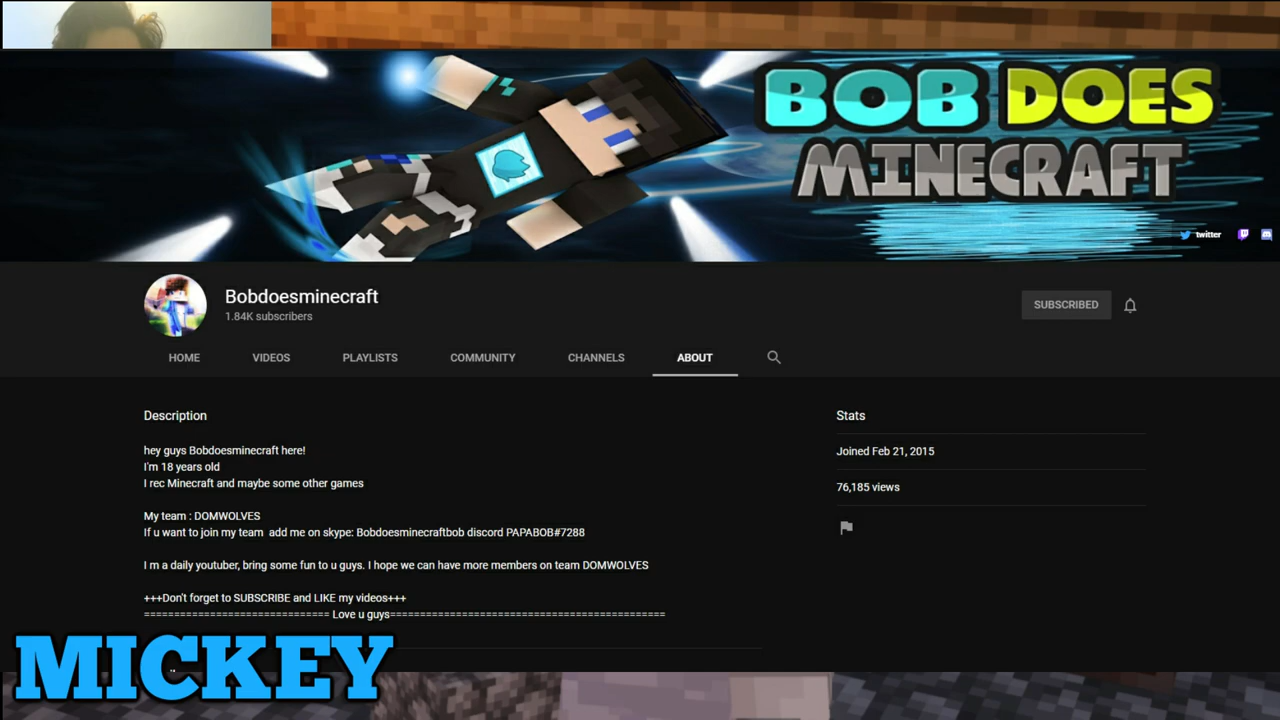 BOB DOES
MINECRAFT
twitter
Bobdoesminecraft
1.84K subscribers
SUBSCRIBED
HOME VIDEOS PLAYLISTS COMMUNITY CHANNELS ABOUT
Description
hey guys Bobdoesminecraft here!
I'm 18 years old
I rec Minecraft and maybe some other games
My team : DOMWOLVES
If u want to join my team  add me on skype: Bobdoesminecraftbob discord PAPABOB#7288
I m a daily youtuber, bring some fun to u guys. I hope we can have more members on team DOMWOLVES
+++Don't forget to SUBSCRIBE and LIKE my videos+++
=============================== Love u guys==============================================
Stats
Joined Feb 21, 2015
76,185 views
MICKEY